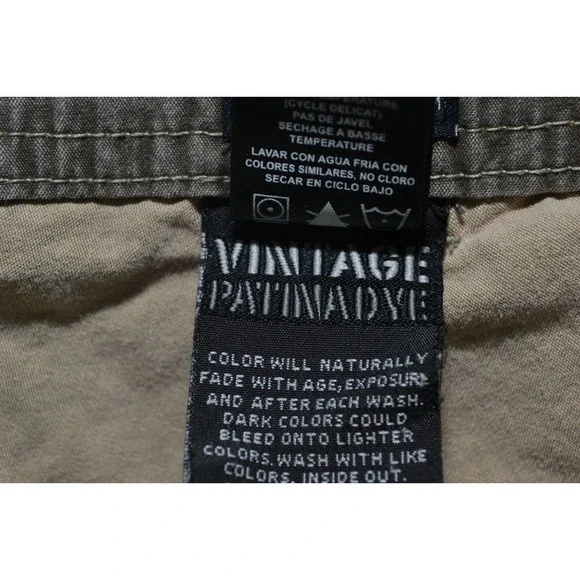 (CYCLE DELICAT)
PAS DE JAVEL
SECHAGE A BASSE
TEMPERATURE
LAVAR CON AGUA FRIA CON
COLORES SIMILARES, NO CLORO
SECAR EN CICLO BAJO
VINTAGE
PATINA DYE
COLOR WILL NATURALLY
FADE WITH AGE, EXPOSURE
AND AFTER EACH WASH.
DARK COLORS COULD
BLEED ONTO LIGHTER
COLORS. WASH WITH LIKE
COLORS, INSIDE OUT.